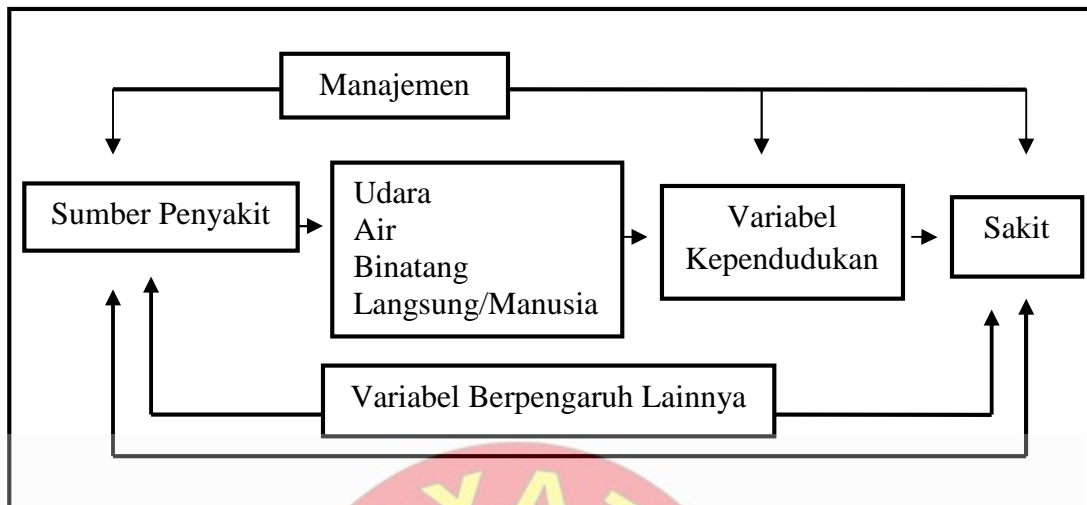 Manajemen
Sumber Penyakit
Udara
Air
Binatang
Langsung/Manusia
Variabel
Kependudukan
Sakit
Variabel Berpengaruh Lainnya